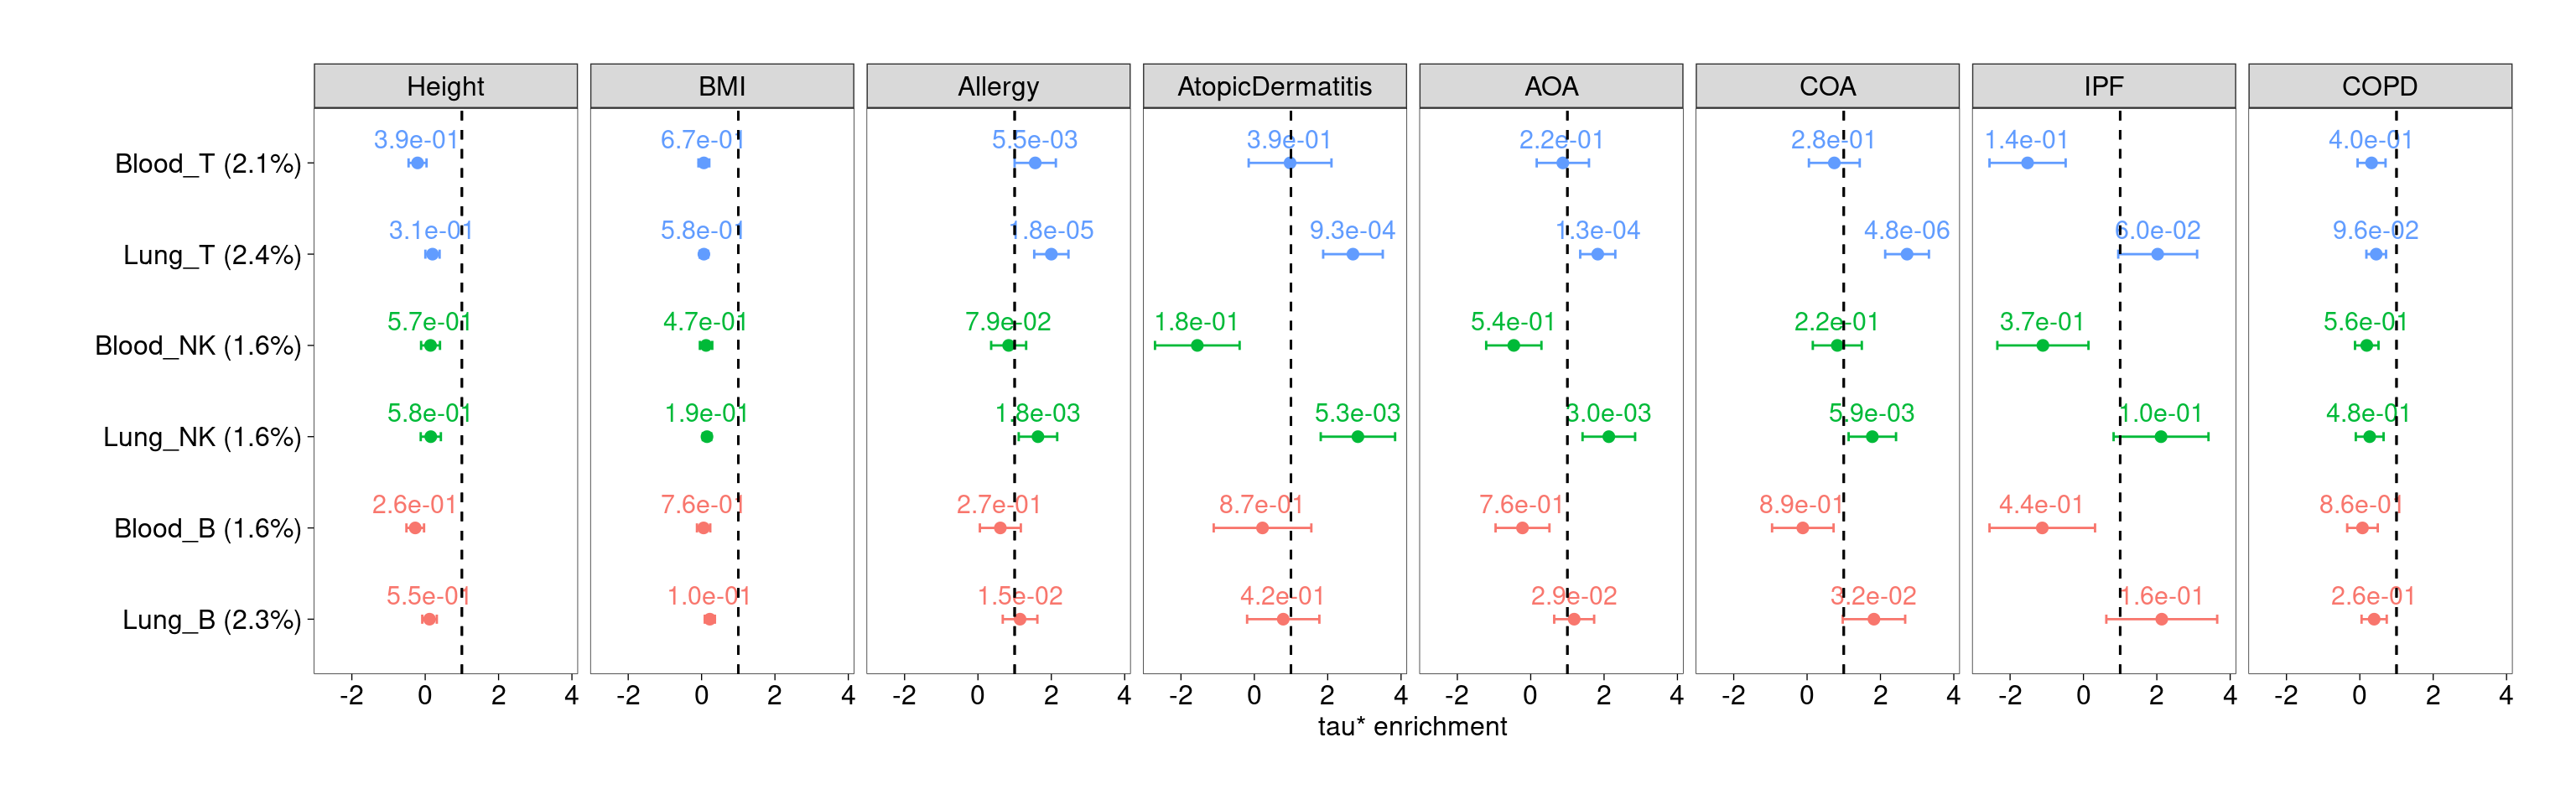 Height BMI Allergy AtopicDermatitis AOA COA IPF COPD
3.9e-01 6.7e-01 5.5e-03 3.9e-01 2.2e-01 2.8e-01 1.4e-01 4.0e-01
Blood_T (2.1%)
3.1e-01 5.8e-01 1.8e-05 9.3e-04 1.3e-04 4.8e-06 6.0e-02 9.6e-02
Lung_T (2.4%)
5.7e-01 4.7e-01 7.9e-02 1.8e-01 5.4e-01 2.2e-01 3.7e-01 5.6e-01
Blood_NK (1.6%)
5.8e-01 1.9e-01 1.8e-03 5.3e-03 3.0e-03 5.9e-03 1.0e-01 4.8e-01
Lung_NK (1.6%)
2.6e-01 7.6e-01 2.7e-01 8.7e-01 7.6e-01 8.9e-01 4.4e-01 8.6e-01
Blood_B (1.6%)
5.5e-01 1.0e-01 1.5e-02 4.2e-01 2.9e-02 3.2e-02 1.6e-01 2.6e-01
Lung_B (2.3%)
-2 0 2 4 -2 0 2 4 -2 0 2 4 -2 0 2 4 -2 0 2 4 -2 0 2 4 -2 0 2 4 -2 0 2 4
tau* enrichment